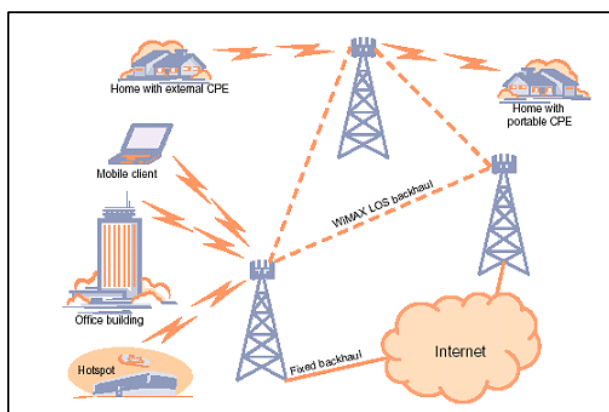 Home with external CPE
Home with
portable CPE
Mobile client
WiMAX LOS backhaul
Office building
Internet
Hotspot
Fixed backhaul